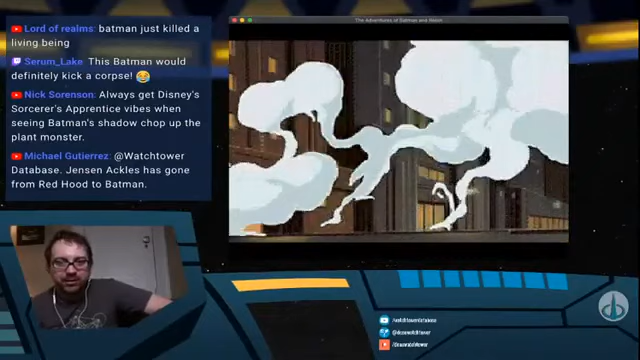 The Adventures of Batman and Robin
Lord of realms: batman just killed a
living being
Serum_Lake: This Batman would
definitely kick a corpse! 😂
Nick Sorenson: Always get Disney's
Sorcerer's Apprentice vibes when
seeing Batman's shadow chop up the
plant monster.
Michael Gutierrez: @Watchtower
Database. Jensen Ackles has gone
from Red Hood to Batman.